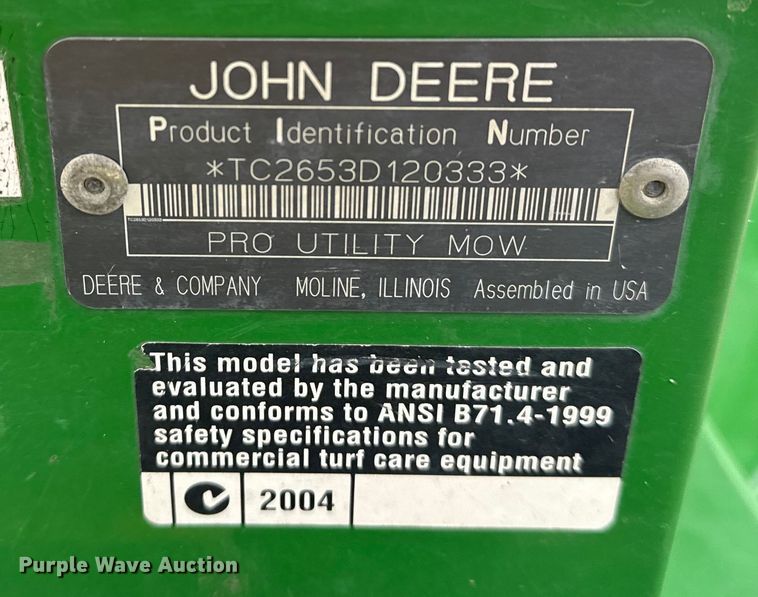 JOHN DEERE
Product Identification Number
*TC2653D120333*
TC2653D120333
PRO UTILITY MOW
DEERE & COMPANY MOLINE, ILLINOIS Assembled in USA
This model has been tested and
evaluated by the manufacturer
and conforms to ANSI B71.4-1999
safety specifications for
commercial turf care equipment
2004
Purple Wave Auction